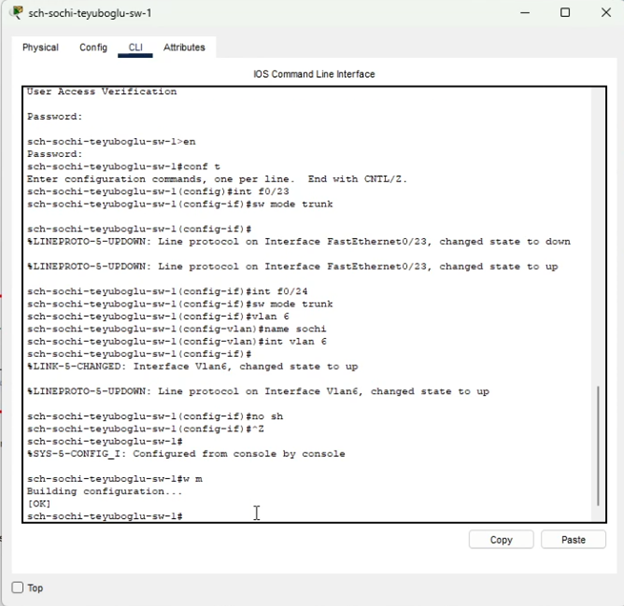 sch-sochi-teyuboglu-sw-1
Physical Config CLI Attributes
IOS Command Line Interface
User Access Verification
Password:
sch-sochi-teyuboglu-sw-1>en
Password:
sch-sochi-teyuboglu-sw-1#conf t
Enter configuration commands, one per line. End with CNTL/Z.
sch-sochi-teyuboglu-sw-1(config)#int f0/23
sch-sochi-teyuboglu-sw-1(config-if)#sw mode trunk
sch-sochi-teyuboglu-sw-1(config-if)#
%LINEPROTO-5-UPDOWN: Line protocol on Interface FastEthernet0/23, changed state to down
%LINEPROTO-5-UPDOWN: Line protocol on Interface FastEthernet0/23, changed state to up
sch-sochi-teyuboglu-sw-1(config-if)#int f0/24
sch-sochi-teyuboglu-sw-1(config-if)#sw mode trunk
sch-sochi-teyuboglu-sw-1(config-if)#vlan 6
sch-sochi-teyuboglu-sw-1(config-vlan)#name sochi
sch-sochi-teyuboglu-sw-1(config-vlan)#int vlan 6
sch-sochi-teyuboglu-sw-1(config-if)#
%LINK-5-CHANGED: Interface Vlan6, changed state to up
%LINEPROTO-5-UPDOWN: Line protocol on Interface Vlan6, changed state to up
sch-sochi-teyuboglu-sw-1(config-if)#no sh
sch-sochi-teyuboglu-sw-1(config-if)#^Z
sch-sochi-teyuboglu-sw-1#
%SYS-5-CONFIG_I: Configured from console by console
sch-sochi-teyuboglu-sw-1#w m
Building configuration...
[OK]
sch-sochi-teyuboglu-sw-1#
Copy Paste
Top